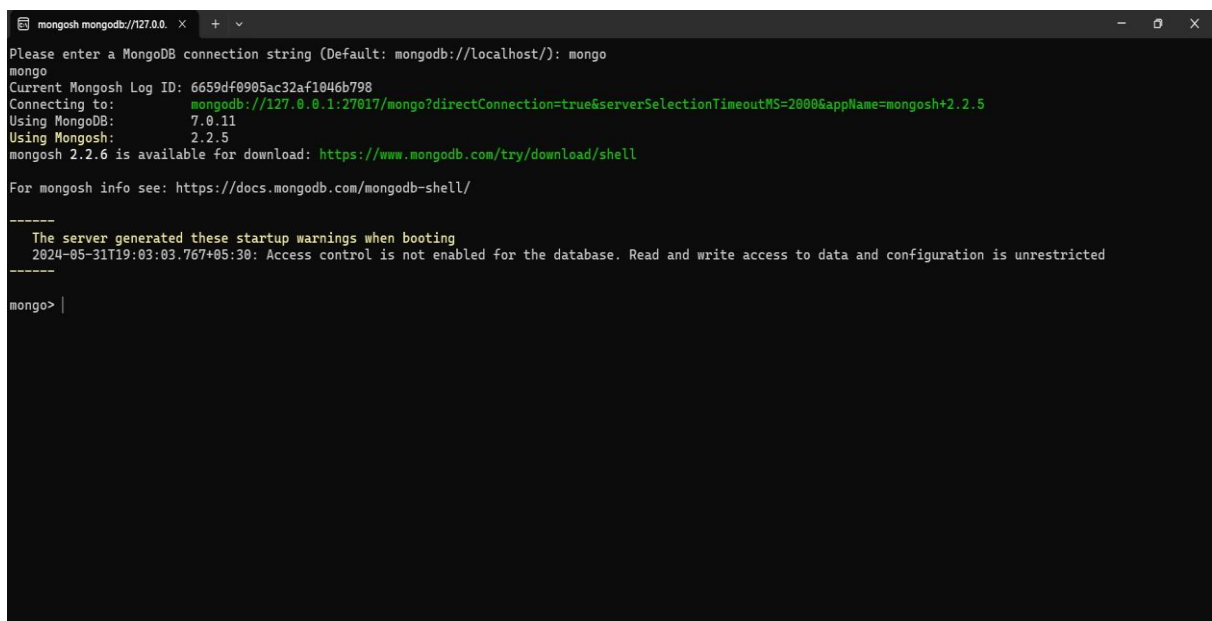 mongosh mongodb://127.0.0.
Please enter a MongoDB connection string (Default: mongodb://localhost/): mongo
mongo
Current Mongosh Log ID: 6659df0905ac32af1046b798
Connecting to: mongodb://127.0.0.1:27017/mongo?directConnection=true&serverSelectionTimeoutMS=2000&appName=mongosh+2.2.5
Using MongoDB: 7.0.11
Using Mongosh: 2.2.5
mongosh 2.2.6 is available for download: https://www.mongodb.com/try/download/shell
For mongosh info see: https://docs.mongodb.com/mongodb-shell/
------
The server generated these startup warnings when booting
2024-05-31T19:03:03.767+05:30: Access control is not enabled for the database. Read and write access to data and configuration is unrestricted
------
mongo>